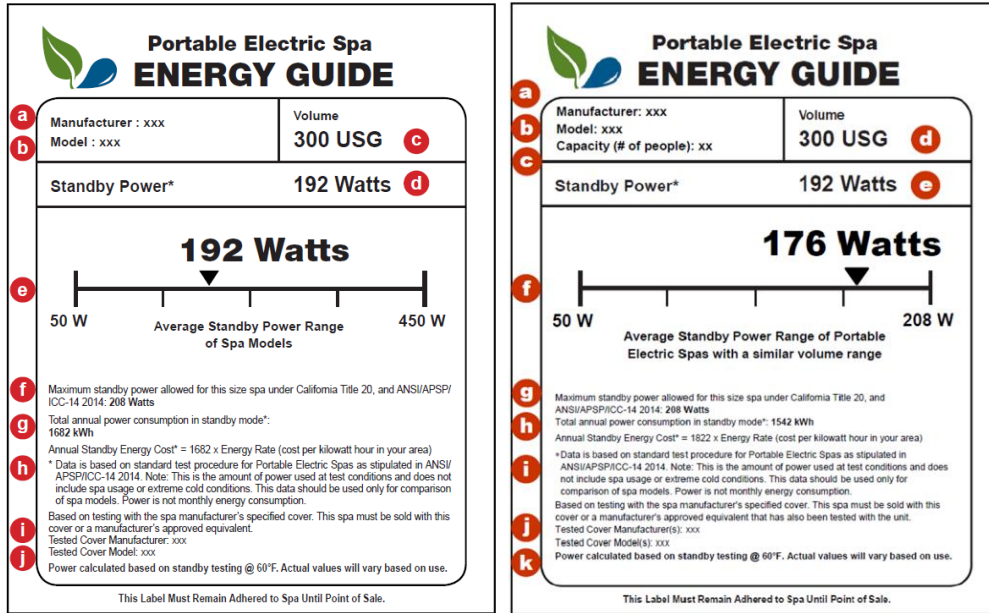 Portable Electric Spa
ENERGY GUIDE
a
Manufacturer : xxx
b
Model : xxx
Volume
300 USG
c
Standby Power*
192 Watts
d
192 Watts
e
50 W
450 W
Average Standby Power Range
of Spa Models
f
Maximum standby power allowed for this size spa under California Title 20, and ANSI/APSP/
ICC-14 2014: 208 Watts
g
Total annual power consumption in standby mode*:
1682 kWh
Annual Standby Energy Cost* = 1682 x Energy Rate (cost per kilowatt hour in your area)
h
* Data is based on standard test procedure for Portable Electric Spas as stipulated in ANSI/
APSP/ICC-14 2014. Note: This is the amount of power used at test conditions and does not
include spa usage or extreme cold conditions. This data should be used only for comparison
of spa models. Power is not monthly energy consumption.
Based on testing with the spa manufacturer's specified cover. This spa must be sold with this
i
cover or a manufacturer's approved equivalent.
Tested Cover Manufacturer: xxx
j
Tested Cover Model: xxx
Power calculated based on standby testing @ 60°F. Actual values will vary based on use.
This Label Must Remain Adhered to Spa Until Point of Sale.
Portable Electric Spa
ENERGY GUIDE
a
Manufacturer: xxx
b
Model: xxx
Capacity (# of people): xx
c
Volume
300 USG
d
Standby Power*
192 Watts
e
176 Watts
f
50 W
208 W
Average Standby Power Range of Portable
Electric Spas with a similar volume range
g
Maximum standby power allowed for this size spa under California Title 20, and
ANSI/APSP/ICC-14 2014: 208 Watts
h
Total annual power consumption in standby mode*: 1542 kWh
Annual Standby Energy Cost* = 1822 x Energy Rate (cost per kilowatt hour in your area)
i
*Data is based on standard test procedure for Portable Electric Spas as stipulated in
ANSI/APSP/ICC-14 2014. Note: This is the amount of power used at test conditions and does
not include spa usage or extreme cold conditions. This data should be used only for
comparison of spa models. Power is not monthly energy consumption.
Based on testing with the spa manufacturer's specified cover. This spa must be sold with this
j
cover or a manufacturer's approved equivalent that has also been tested with the unit.
Tested Cover Manufacturer(s): xxx
Tested Cover Model(s): xxx
k
Power calculated based on standby testing @ 60°F. Actual values will vary based on use.
This Label Must Remain Adhered to Spa Until Point of Sale.